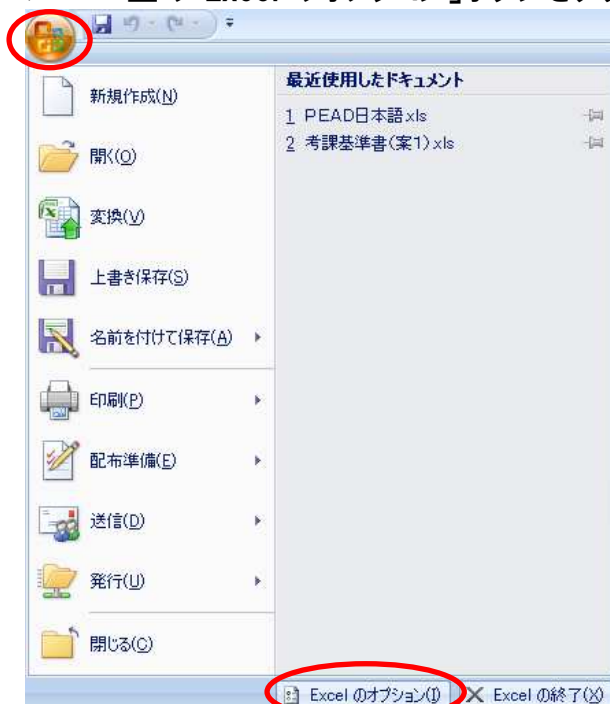 新規作成(N)
開く(O)
変換(V)
上書き保存(S)
名前を付けて保存(A)
印刷(P)
配布準備(E)
送信(D)
発行(U)
閉じる(C)
最近使用したドキュメント
1 PEAD日本語.xls
2 考課基準書(案1).xls
Excel のオプション(I)
Excel の終了(X)